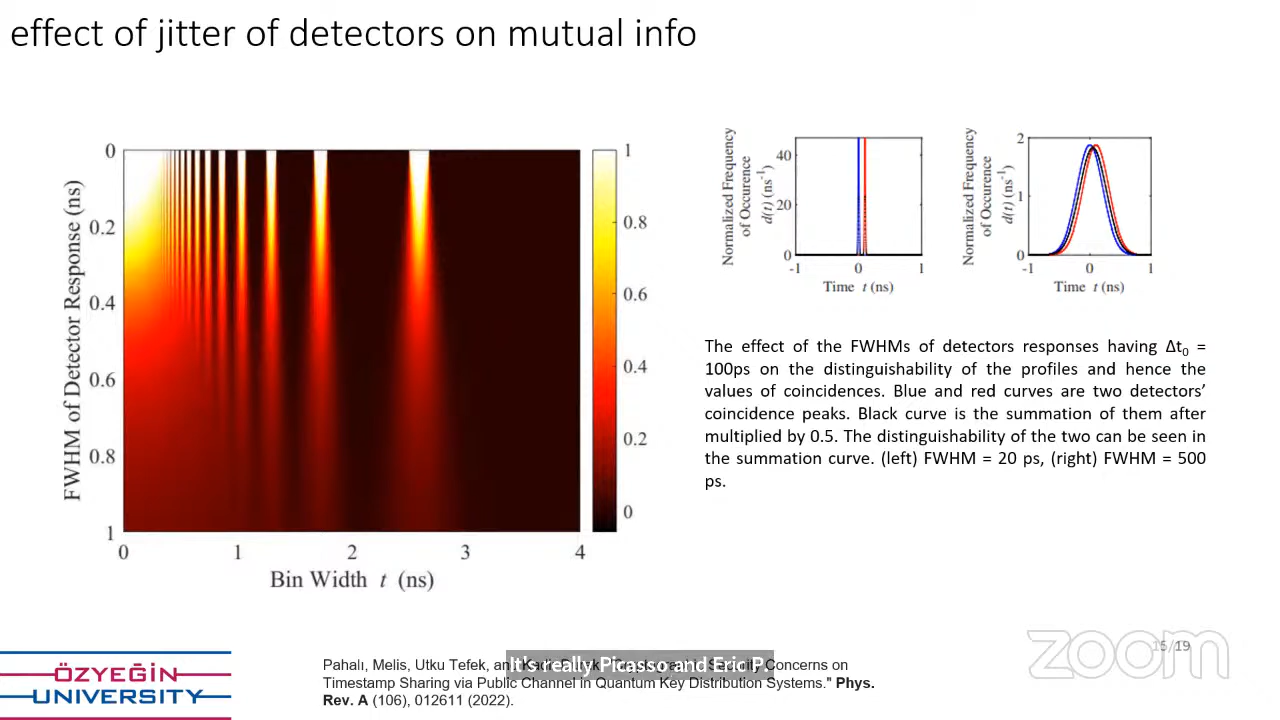 effect of jitter of detectors on mutual info
FWHM of Detector Response (ns)
0
0.2
0.4
0.6
0.8
1
0 1 2 3 4
Bin Width t (ns)
1
0.8
0.6
0.4
0.2
0
Normalized Frequency
of Occurence
d(t) (ns-1)
40
20
0
-1 0 1
Time t (ns)
Normalized Frequency
of Occurence
d(t) (ns-1)
2
1
0
-1 0 1
Time t (ns)
The effect of the FWHMs of detectors responses having Δt0 =
100ps on the distinguishability of the profiles and hence the
values of coincidences. Blue and red curves are two detectors'
coincidence peaks. Black curve is the summation of them after
multiplied by 0.5. The distinguishability of the two can be seen in
the summation curve. (left) FWHM = 20 ps, (right) FWHM = 500
ps.
ÖZYEĞİN
UNIVERSITY
Pahalı, Melis, Utku Tefek, Concerns on
Timestamp Sharing via Public Channel in Quantum Key Distribution Systems." Phys.
Rev. A (106), 012611 (2022).
It's really Picasso and Eric P.
zoom
15/19